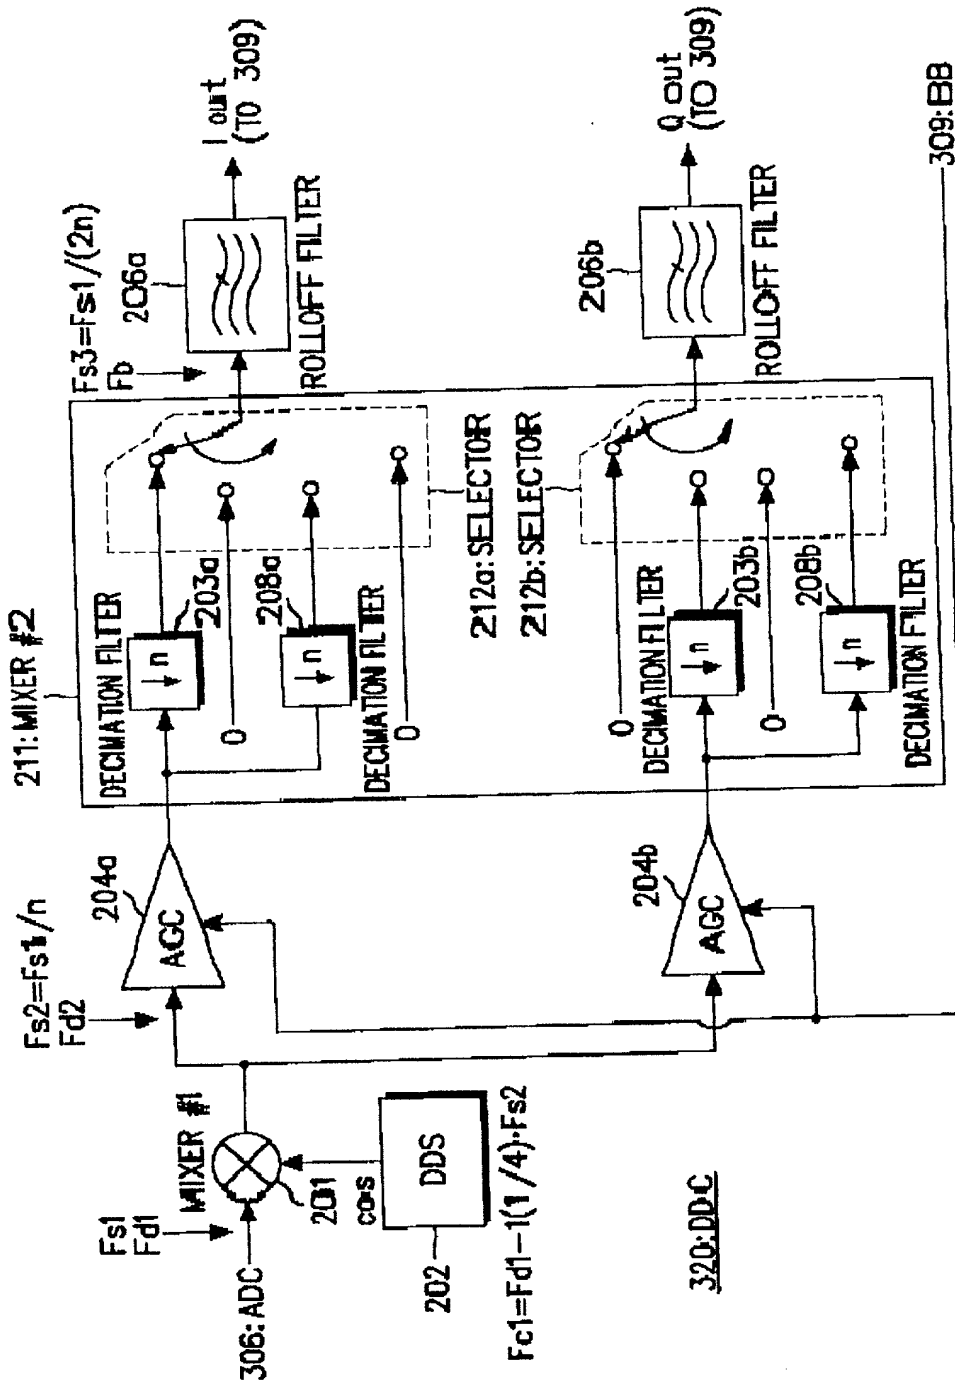 306:ADC
Fs1
Fd1
MIXER #1
201
cos
DDS
202
Fc1=Fd1-1(1/4)·Fs2
320:DDC
Fs2=Fs1/n
Fd2
204a
AGC
204b
AGC
211:MIXER #2
DECIMATION FILTER
↓n
203a
0
208a
↓n
DECIMATION FILTER
0
212a:SELECTOR
212b:SELECTOR
0
DECIMATION FILTER
↓n
203b
0
208b
↓n
DECIMATION FILTER
Fs3=Fs1/(2n)
Fb
206a
ROLLOFF FILTER
I out
(TO 309)
206b
ROLLOFF FILTER
Q out
(TO 309)
309:BB